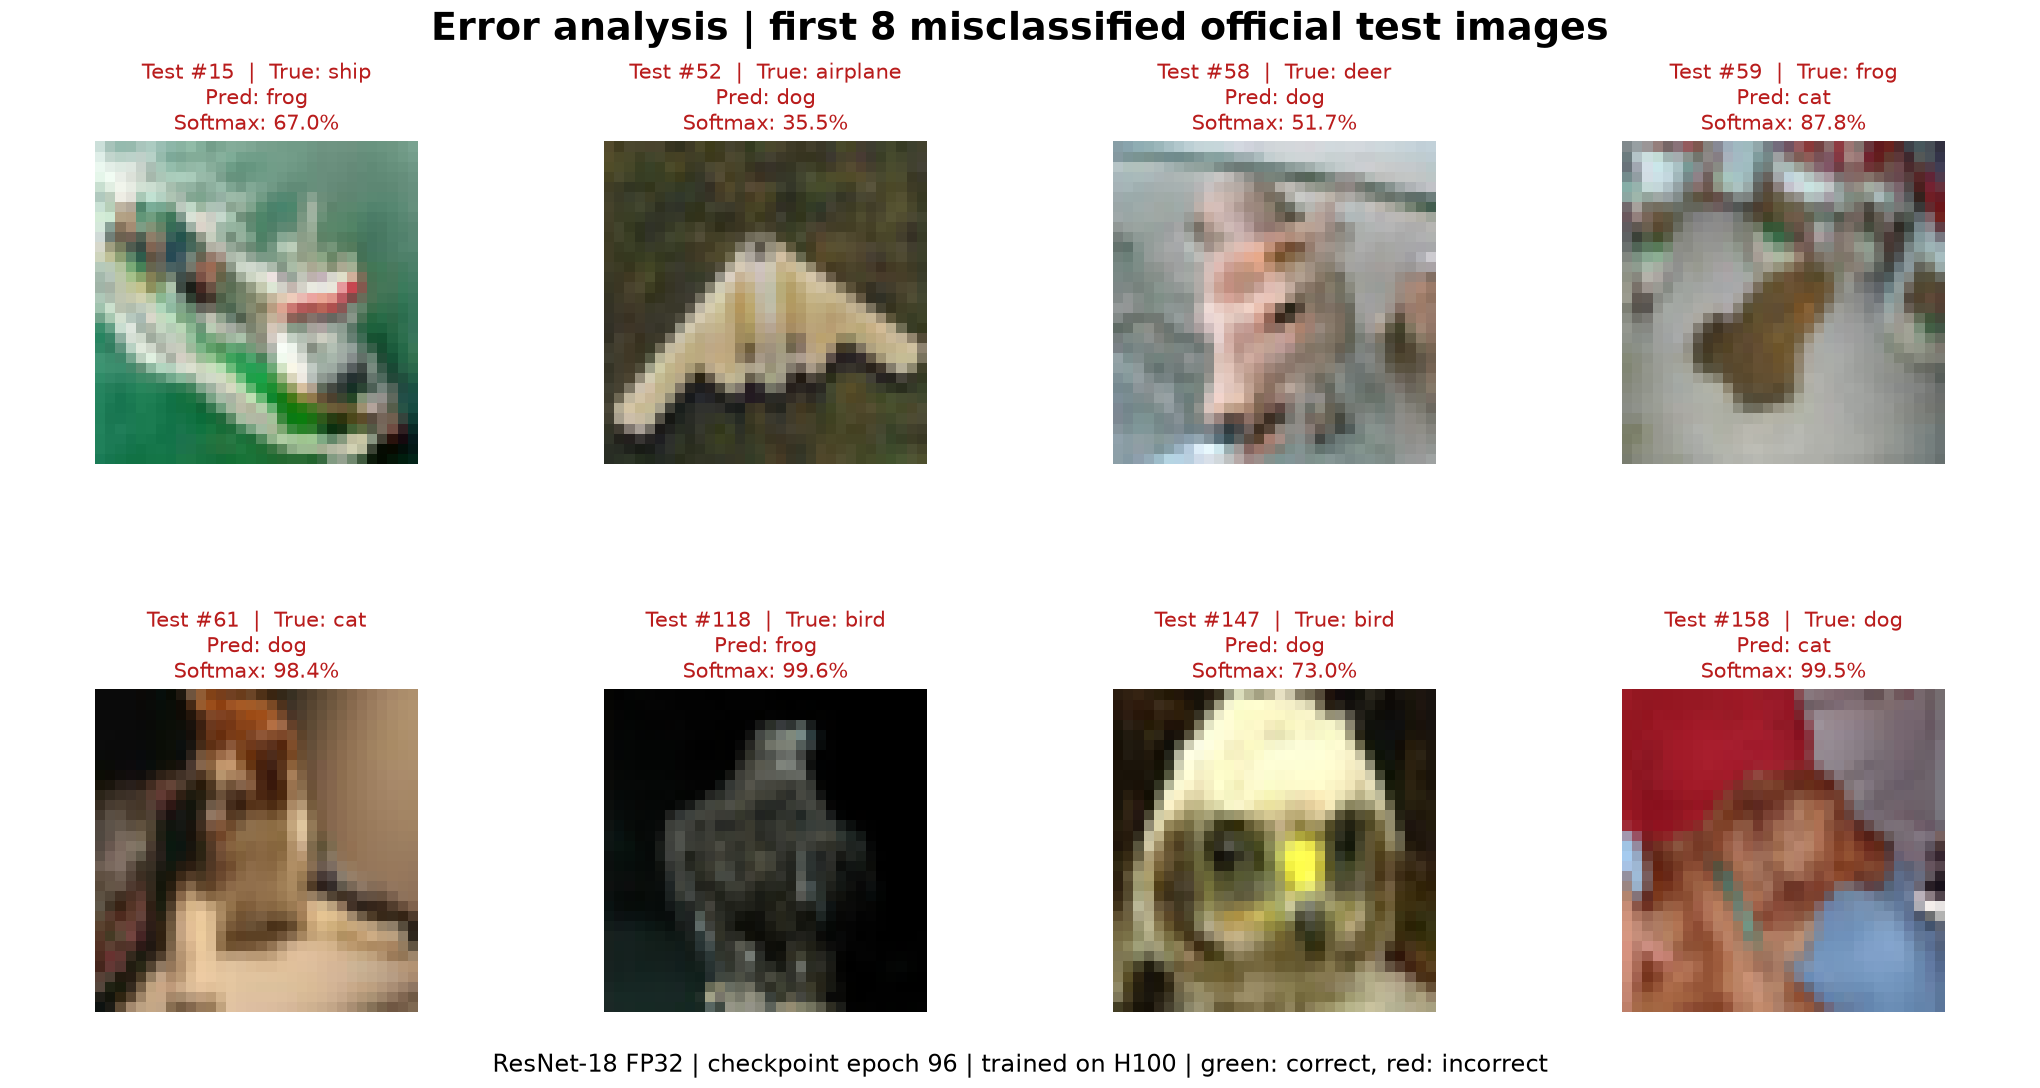 Error analysis | first 8 misclassified official test images
Test #15 | True: ship
Pred: frog
Softmax: 67.0%
Test #52 | True: airplane
Pred: dog
Softmax: 35.5%
Test #58 | True: deer
Pred: dog
Softmax: 51.7%
Test #59 | True: frog
Pred: cat
Softmax: 87.8%
Test #61 | True: cat
Pred: dog
Softmax: 98.4%
Test #118 | True: bird
Pred: frog
Softmax: 99.6%
Test #147 | True: bird
Pred: dog
Softmax: 73.0%
Test #158 | True: dog
Pred: cat
Softmax: 99.5%
ResNet-18 FP32 | checkpoint epoch 96 | trained on H100 | green: correct, red: incorrect